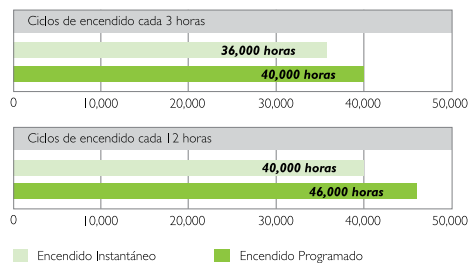 Ciclos de encendido cada 3 horas
36,000 horas
40,000 horas
0 10,000 20,000 30,000 40,000 50,000
Ciclos de encendido cada 12 horas
40,000 horas
46,000 horas
0 10,000 20,000 30,000 40,000 50,000
Encendido Instantáneo Encendido Programado